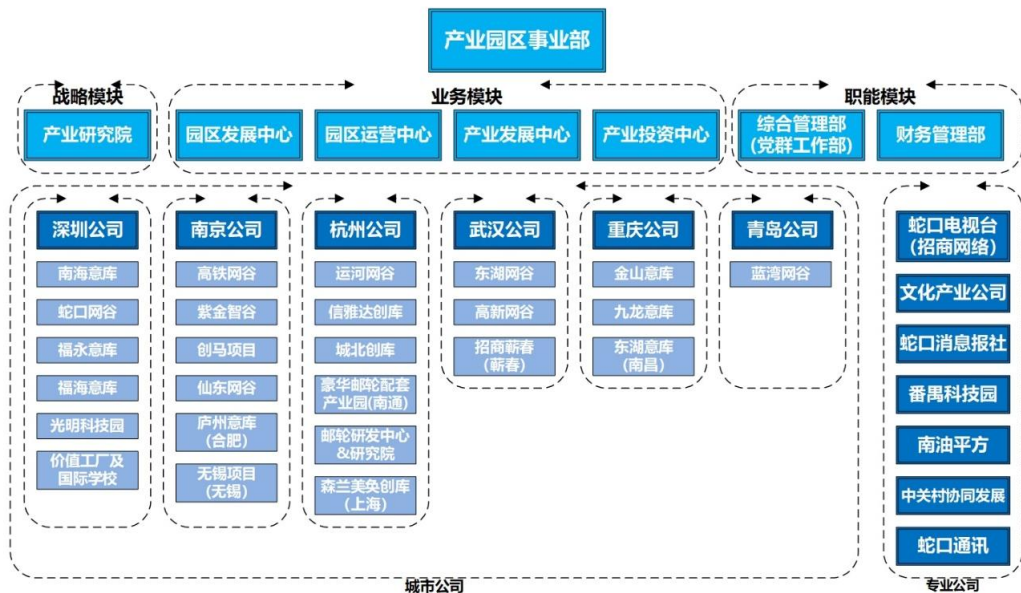 产业园区事业部
战略模块
业务模块
职能模块
产业研究院
园区发展中心
园区运营中心
产业发展中心
产业投资中心
综合管理部
(党群工作部)
财务管理部
深圳公司
南海意库
蛇口网谷
福永意库
福海意库
光明科技园
价值工厂及
国际学校
南京公司
高铁网谷
紫金智谷
创马项目
仙东网谷
庐州意库
(合肥)
无锡项目
(无锡)
杭州公司
运河网谷
信雅达创库
城北创库
豪华邮轮配套
产业园(南通)
邮轮研发中心
&研究院
森兰美奂创库
(上海)
武汉公司
东湖网谷
高新网谷
招商蕲春
(蕲春)
重庆公司
金山意库
九龙意库
东湖意库
(南昌)
青岛公司
蓝湾网谷
蛇口电视台
(招商网络)
文化产业公司
蛇口消息报社
番禺科技园
南油平方
中关村协同发展
蛇口通讯
城市公司
专业公司